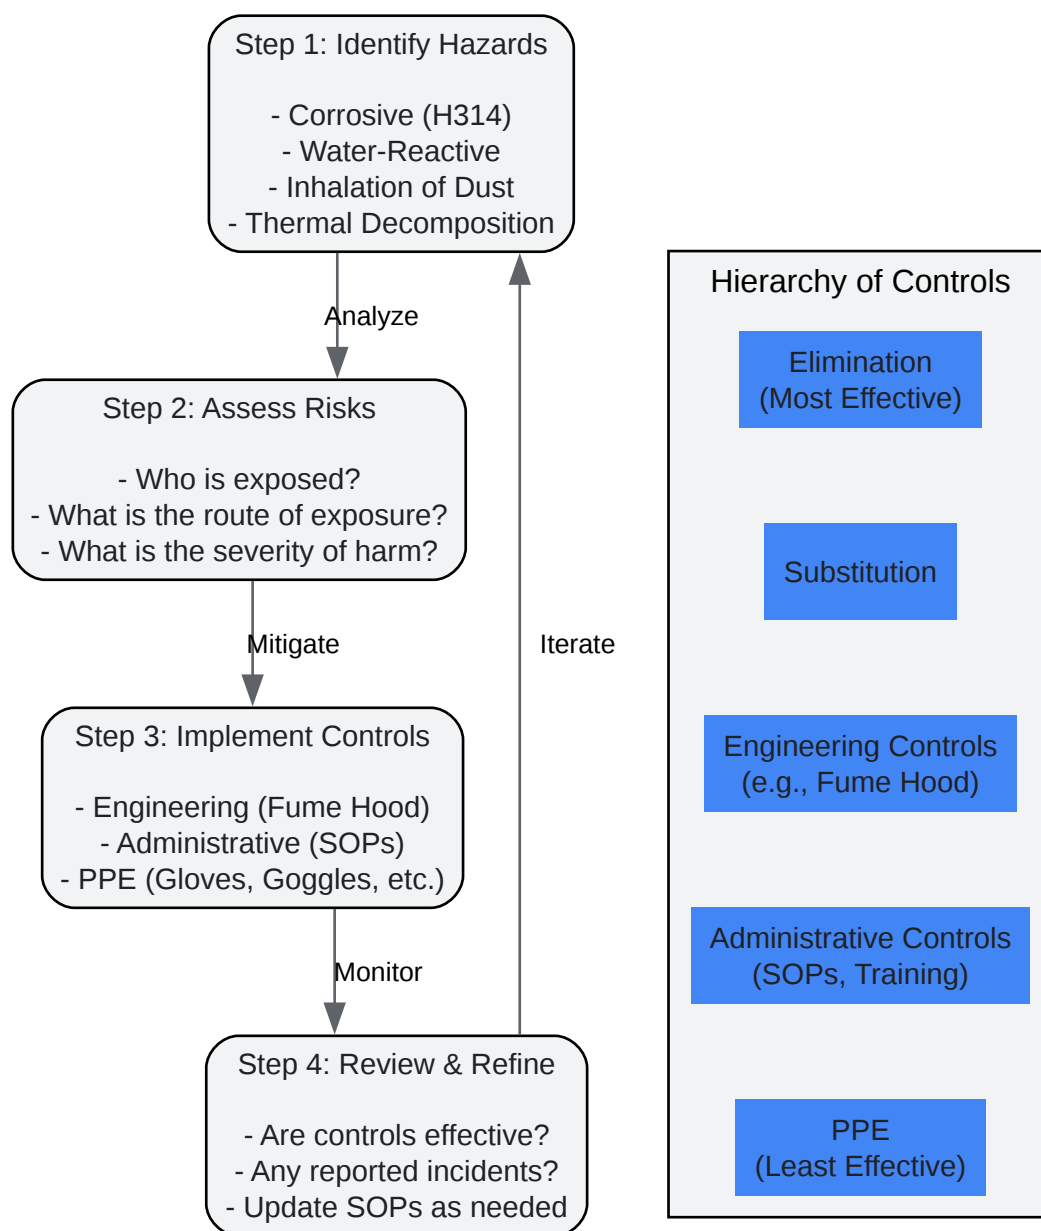 Step 1: Identify Hazards
- Corrosive (H314)
- Water-Reactive
- Inhalation of Dust
- Thermal Decomposition
Analyze
Step 2: Assess Risks
- Who is exposed?
- What is the route of exposure?
- What is the severity of harm?
Mitigate
Iterate
Step 3: Implement Controls
- Engineering (Fume Hood)
- Administrative (SOPs)
- PPE (Gloves, Goggles, etc.)
Monitor
Step 4: Review & Refine
- Are controls effective?
- Any reported incidents?
- Update SOPs as needed
Hierarchy of Controls
Elimination
(Most Effective)
Substitution
Engineering Controls
(e.g., Fume Hood)
Administrative Controls
(SOPs, Training)
PPE
(Least Effective)